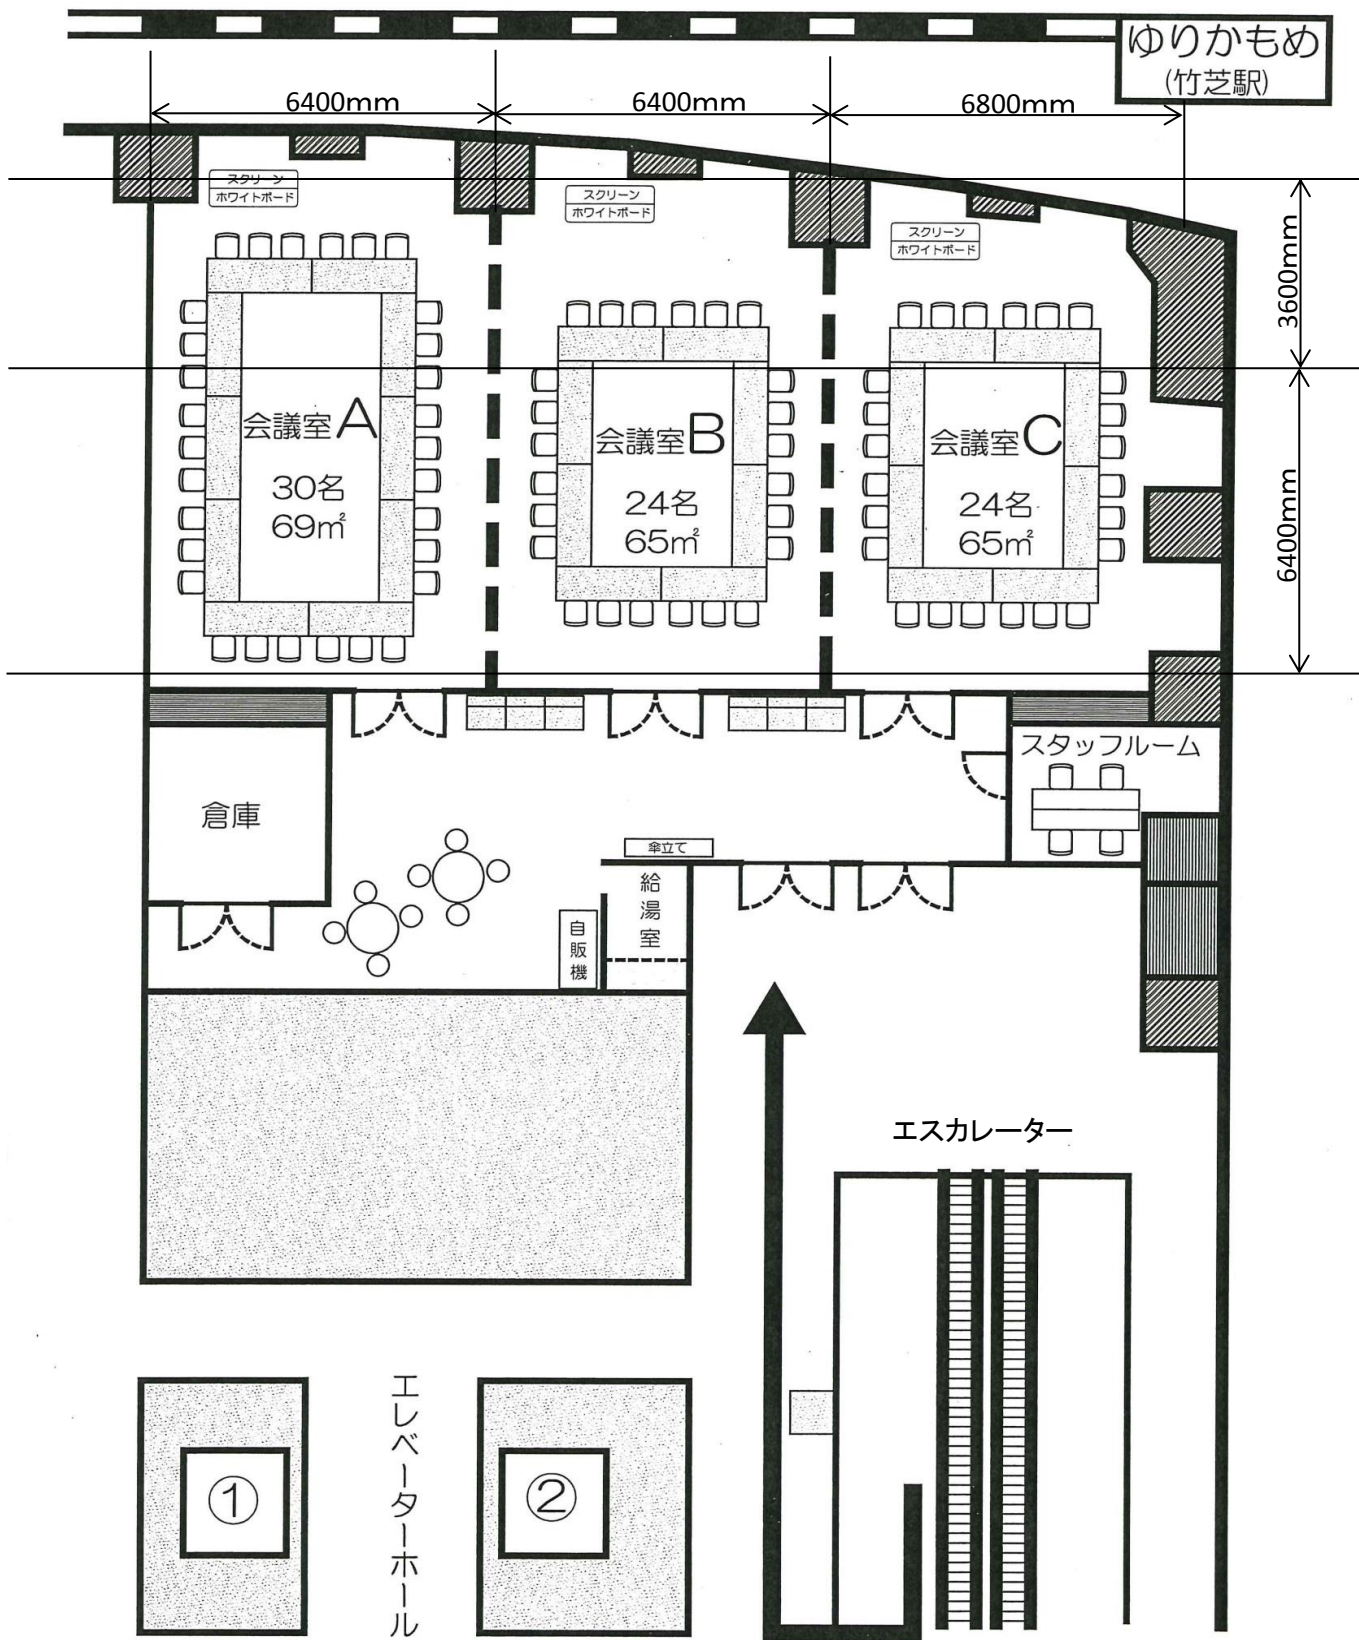 ゆりかもめ
(竹芝駅)
6400mm
6400mm
6800mm
スクリーン
ホワイトボード
スクリーン
ホワイトボード
スクリーン
ホワイトボード
3600mm
会議室A
30名
69㎡
会議室B
24名
65㎡
会議室C
24名
65㎡
6400mm
スタッフルーム
倉庫
傘立て
給湯室
自販機
エスカレーター
エレベーターホール
①
②